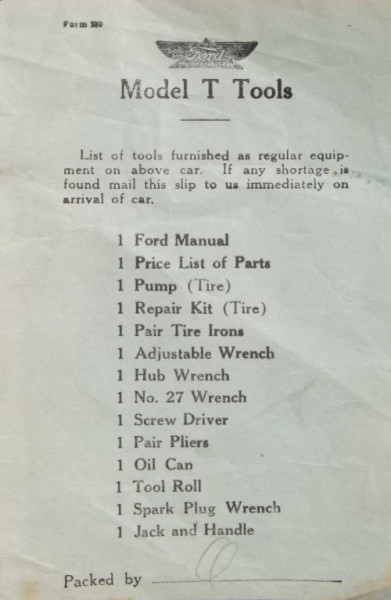 Form 520
Ford
Model T Tools
List of tools furnished as regular equip-
ment on above car. If any shortage is
found mail this slip to us immediately on
arrival of car.
1 Ford Manual
1 Price List of Parts
1 Pump (Tire)
1 Repair Kit (Tire)
1 Pair Tire Irons
1 Adjustable Wrench
1 Hub Wrench
1 No. 27 Wrench
1 Screw Driver
1 Pair Pliers
1 Oil Can
1 Tool Roll
1 Spark Plug Wrench
1 Jack and Handle
Packed by